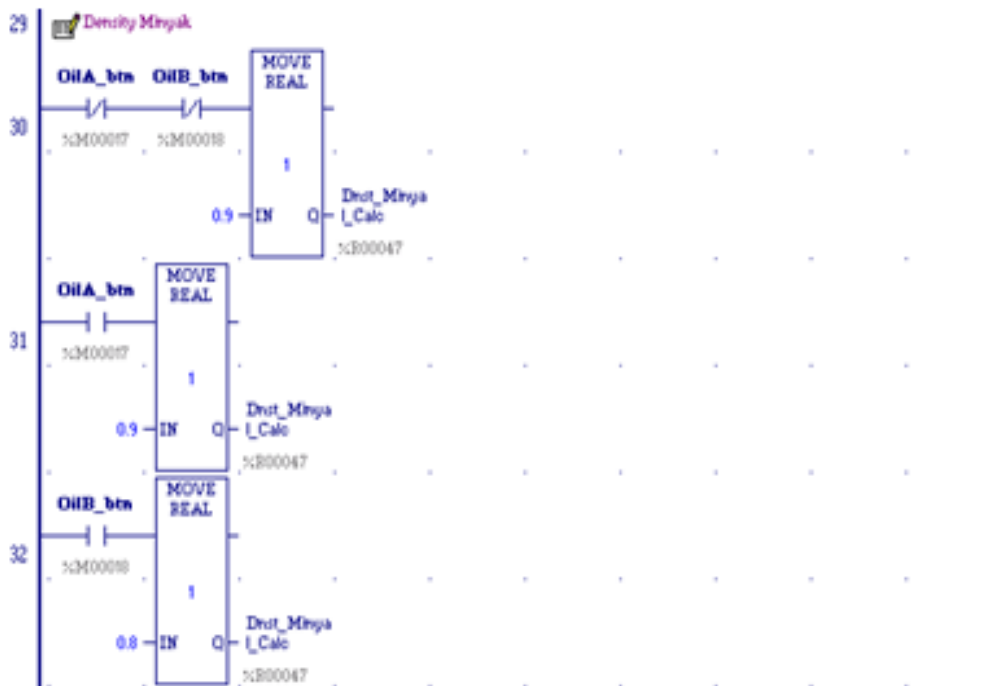 29
Density Minyak
OilA_btn OilB_btn
MOVE
REAL
30
%M00017 %M00018
1
0.9 IN Q
Dnst_Minya
l_Calc
%R00047
MOVE
REAL
OilA_btn
31
%M00017
1
0.9 IN Q
Dnst_Minya
l_Calc
%R00047
MOVE
REAL
OilB_btn
32
%M00018
1
0.8 IN Q
Dnst_Minya
l_Calc
%R00047